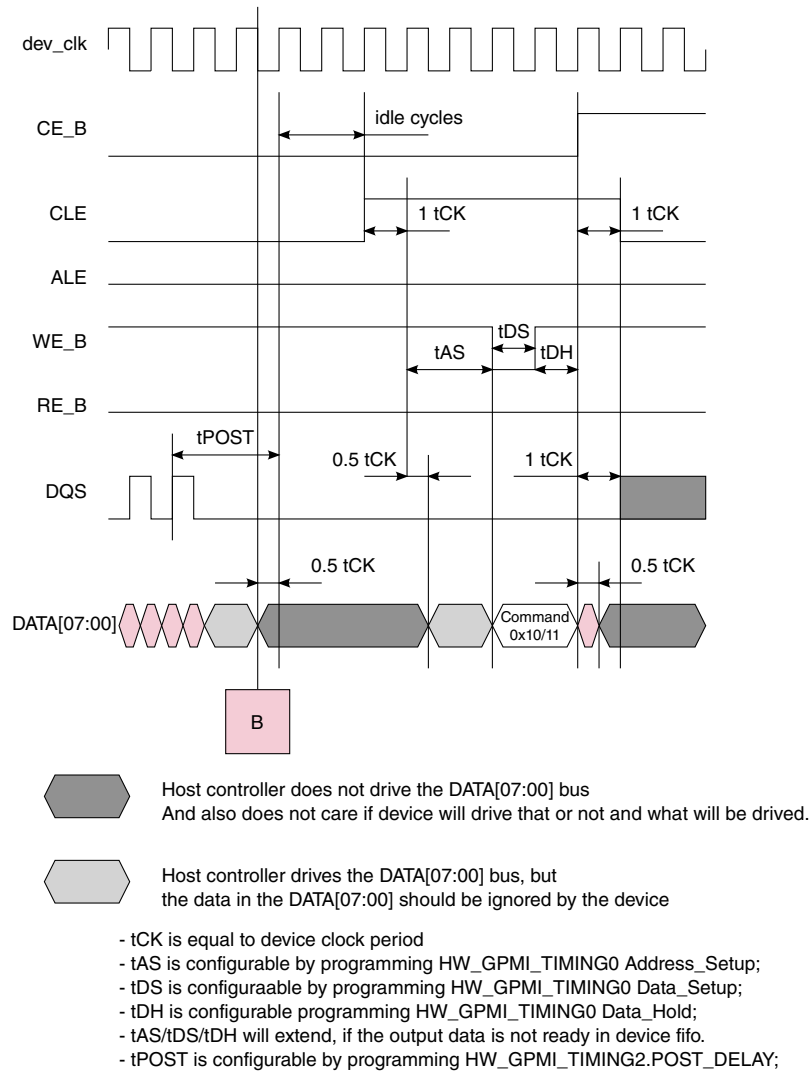 dev_clk
CE_B
idle cycles
CLE
1 tCK
1 tCK
ALE
WE_B
tDS
tAS
tDH
RE_B
tPOST
0.5 tCK
1 tCK
DQS
0.5 tCK
0.5 tCK
DATA[07:00]
Command
0x10/11
B
Host controller does not drive the DATA[07:00] bus
And also does not care if device will drive that or not and what will be drived.
Host controller drives the DATA[07:00] bus, but
the data in the DATA[07:00] should be ignored by the device
- tCK is equal to device clock period
- tAS is configurable by programming HW_GPMI_TIMING0 Address_Setup;
- tDS is configuraable by programming HW_GPMI_TIMING0 Data_Setup;
- tDH is configurable programming HW_GPMI_TIMING0 Data_Hold;
- tAS/tDS/tDH will extend, if the output data is not ready in device fifo.
- tPOST is configurable by programming HW_GPMI_TIMING2.POST_DELAY;